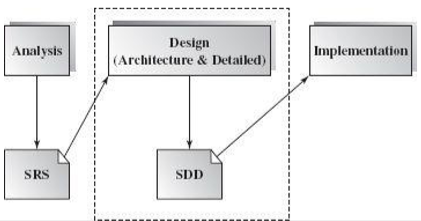 Analysis
Design
(Architecture & Detailed)
Implementation
SRS
SDD